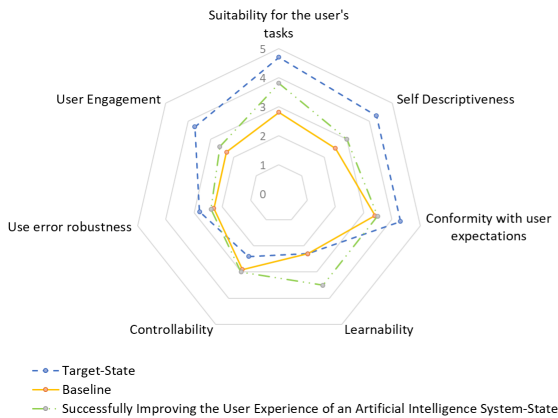 Suitability for the user's
tasks
5
4
3
2
1
0
User Engagement
Self Descriptiveness
Use error robustness
Conformity with user
expectations
Controllability
Learnability
Target-State
Baseline
Successfully Improving the User Experience of an Artificial Intelligence System-State